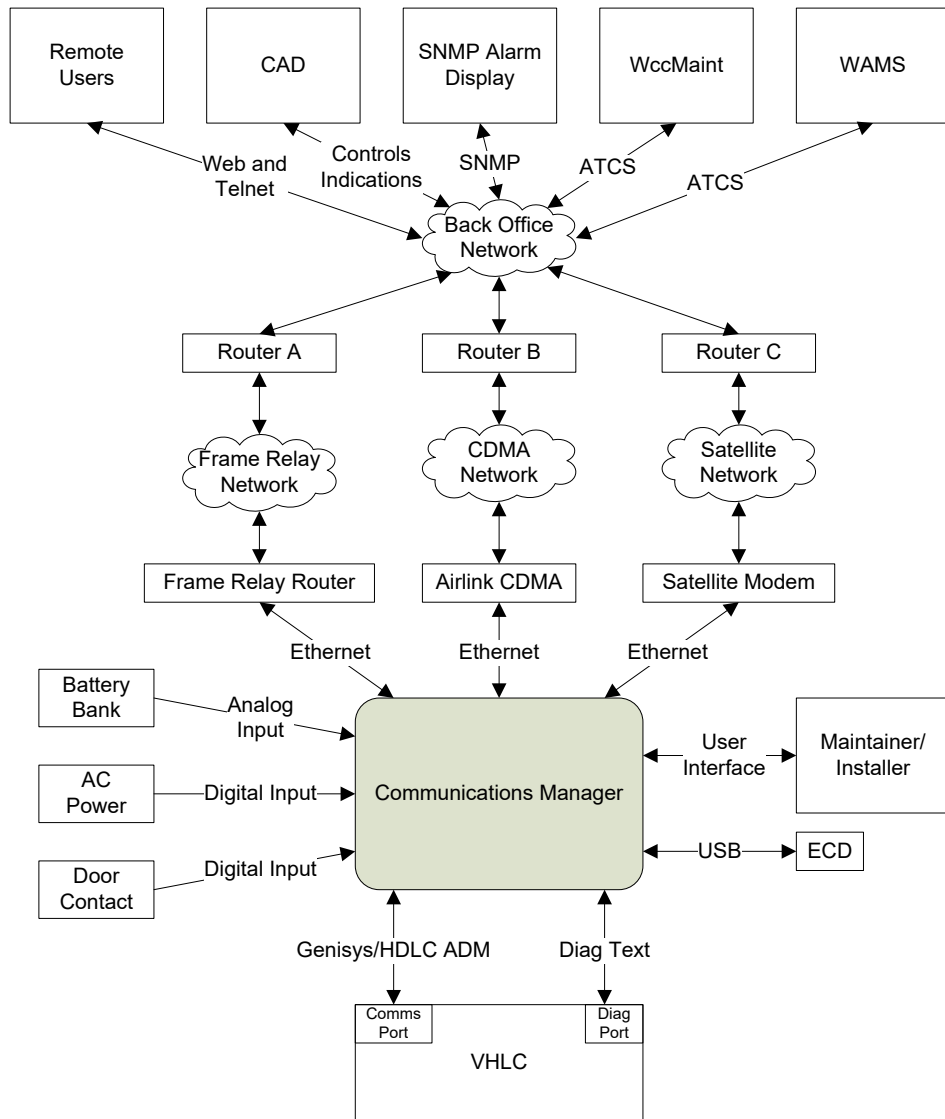 Remote
Users
CAD
SNMP Alarm
Display
WccMaint
WAMS
Web and
Telnet
Controls
Indications
SNMP
ATCS
ATCS
Back Office
Network
Router A
Router B
Router C
Frame Relay
Network
CDMA
Network
Satellite
Network
Frame Relay Router
Airlink CDMA
Satellite Modem
Ethernet
Ethernet
Ethernet
Battery
Bank
Analog
Input
AC
Power
Digital Input
Door
Contact
Digital Input
Communications Manager
User
Interface
Maintainer/
Installer
USB
ECD
Genisys/HDLC ADM
Diag Text
Comms
Port
Diag
Port
VHLC